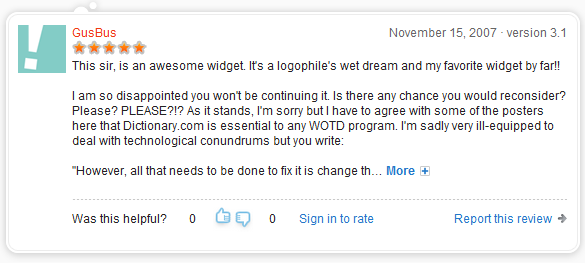 GusBus
November 15, 2007 · version 3.1
This sir, is an awesome widget. It's a logophile's wet dream and my favorite widget by far!!
I am so disappointed you won't be continuing it. Is there any chance you would reconsider?
Please? PLEASE?!? As it stands, I'm sorry but I have to agree with some of the posters
here that Dictionary.com is essential to any WOTD program. I'm sadly very ill-equipped to
deal with technological conundrums but you write:
"However, all that needs to be done to fix it is change th... More
Was this helpful? 0 0 Sign in to rate Report this review